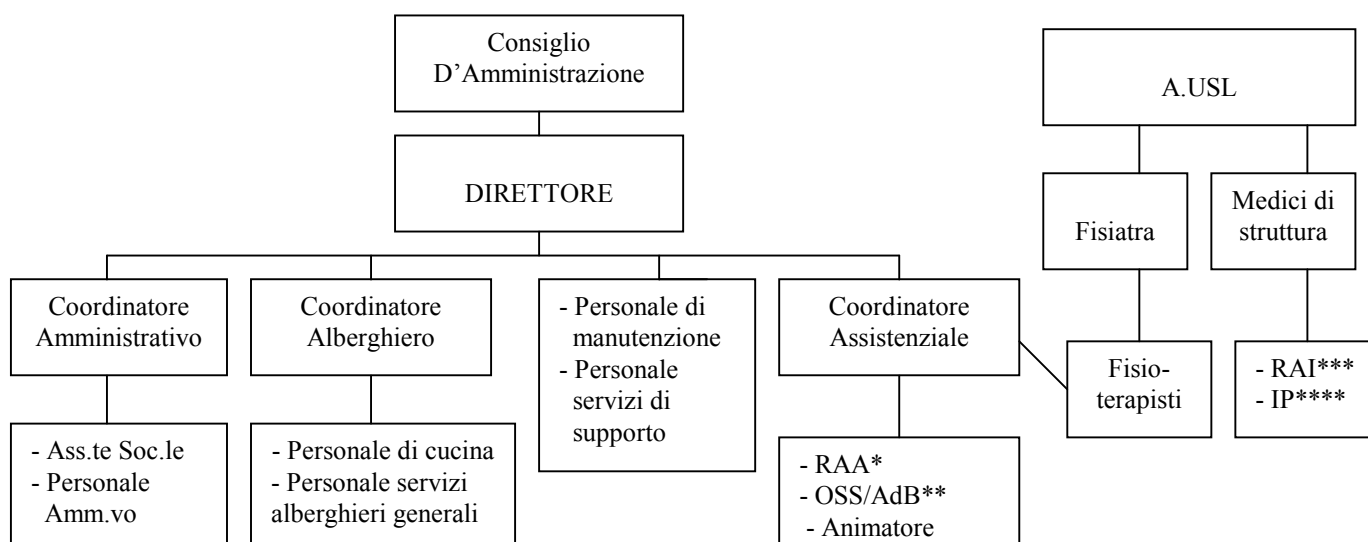 Consiglio
D’Amministrazione
A.USL
DIRETTORE
Fisiatra
Medici di
struttura
Coordinatore
Amministrativo
Coordinatore
Alberghiero
- Personale di
manutenzione
- Personale
servizi di
supporto
Coordinatore
Assistenziale
Fisio-
terapisti
- RAI***
- IP****
- Ass.te Soc.le
- Personale
Amm.vo
- Personale di cucina
- Personale servizi
alberghieri generali
- RAA*
- OSS/AdB**
- Animatore